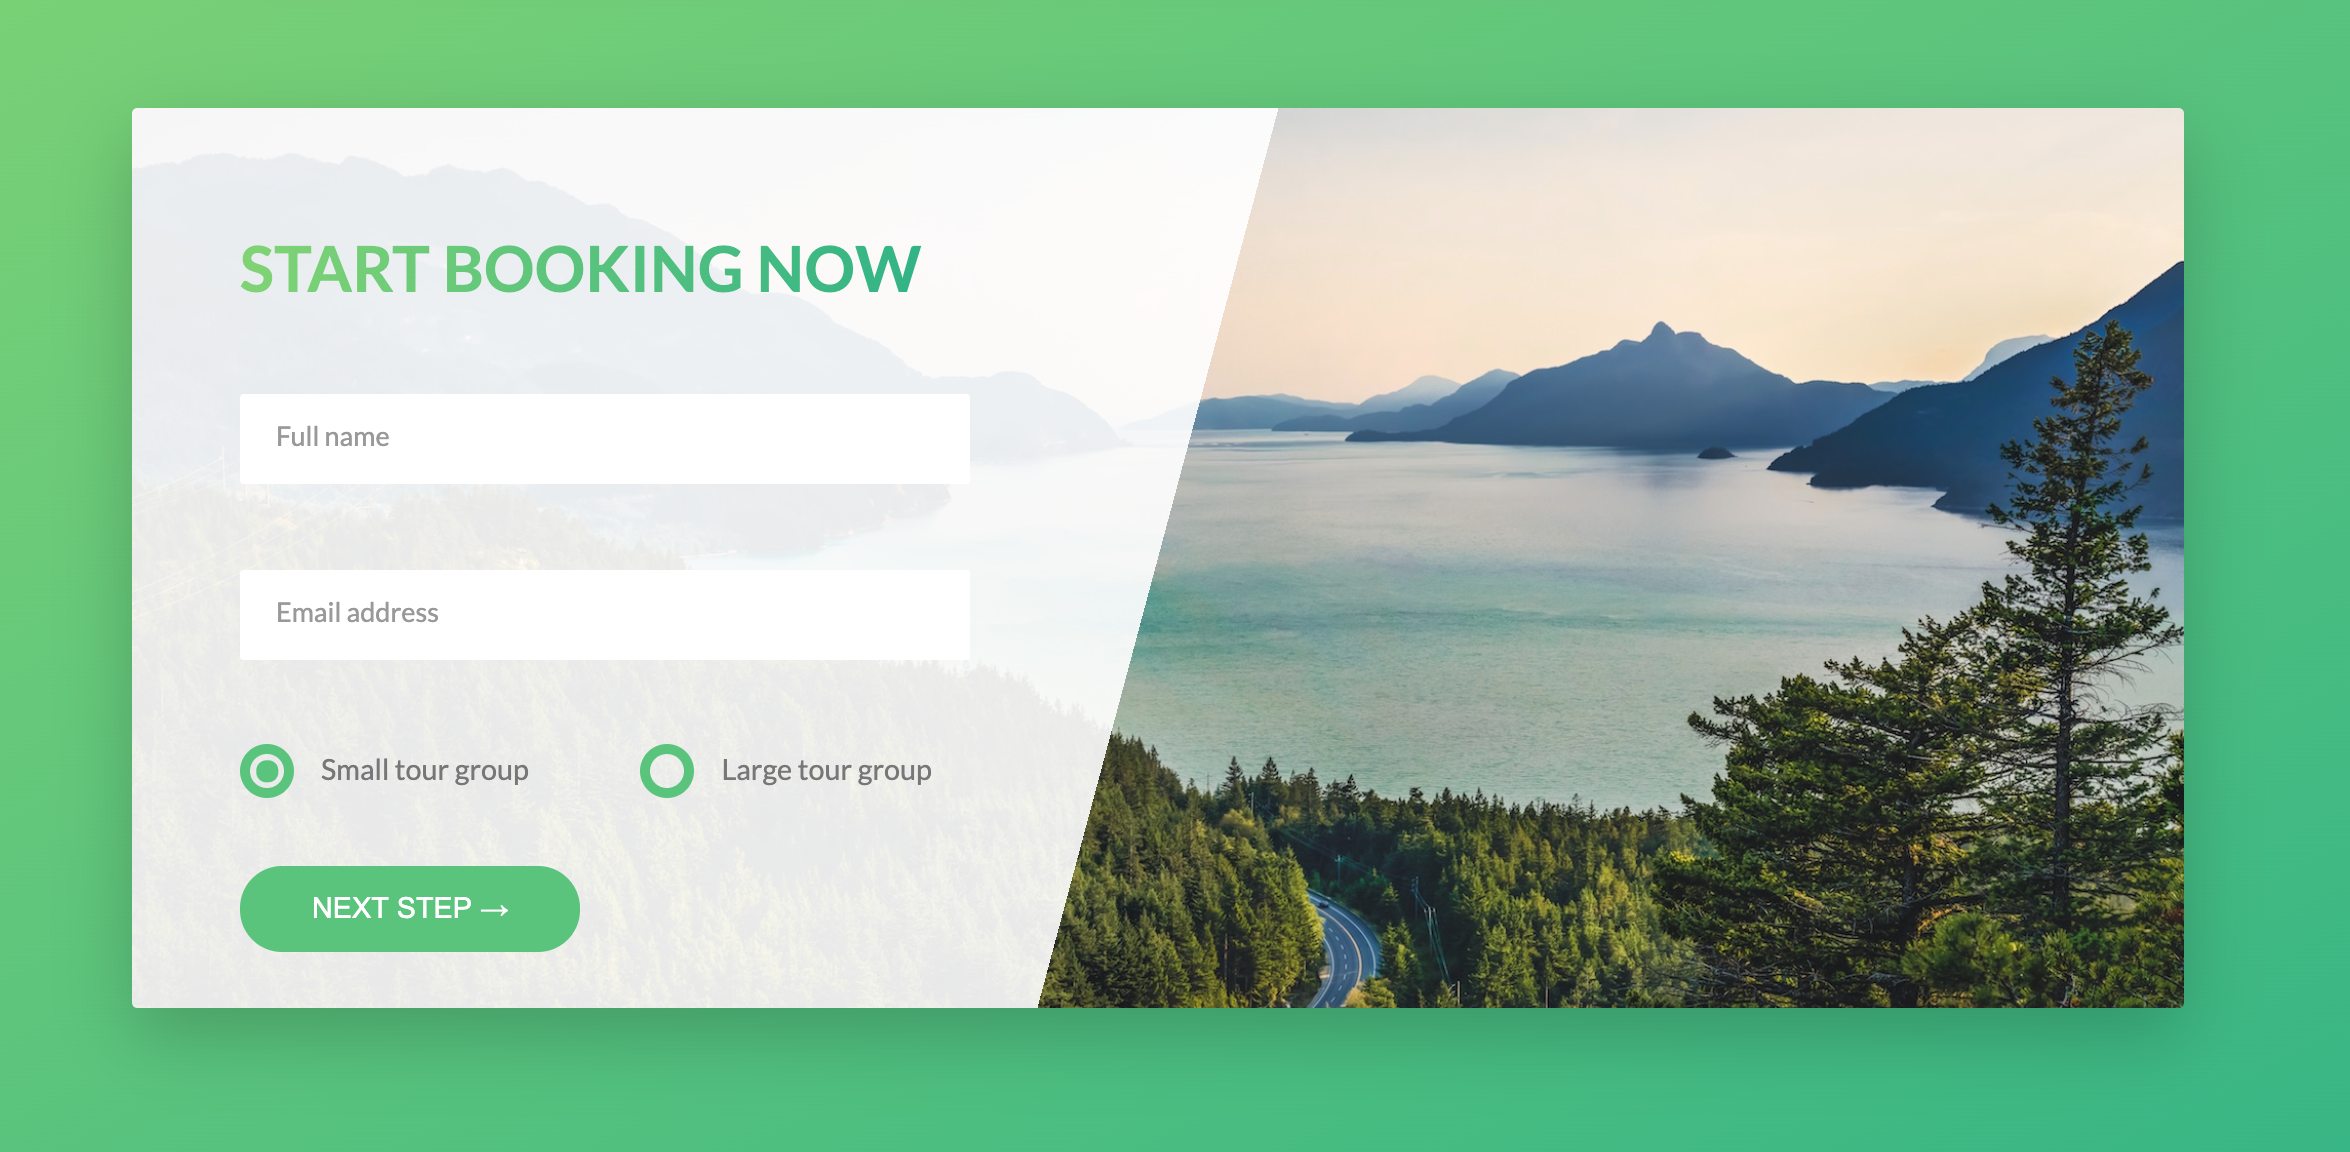 START BOOKING NOW
Full name
Email address
Small tour group
Large tour group
NEXT STEP →